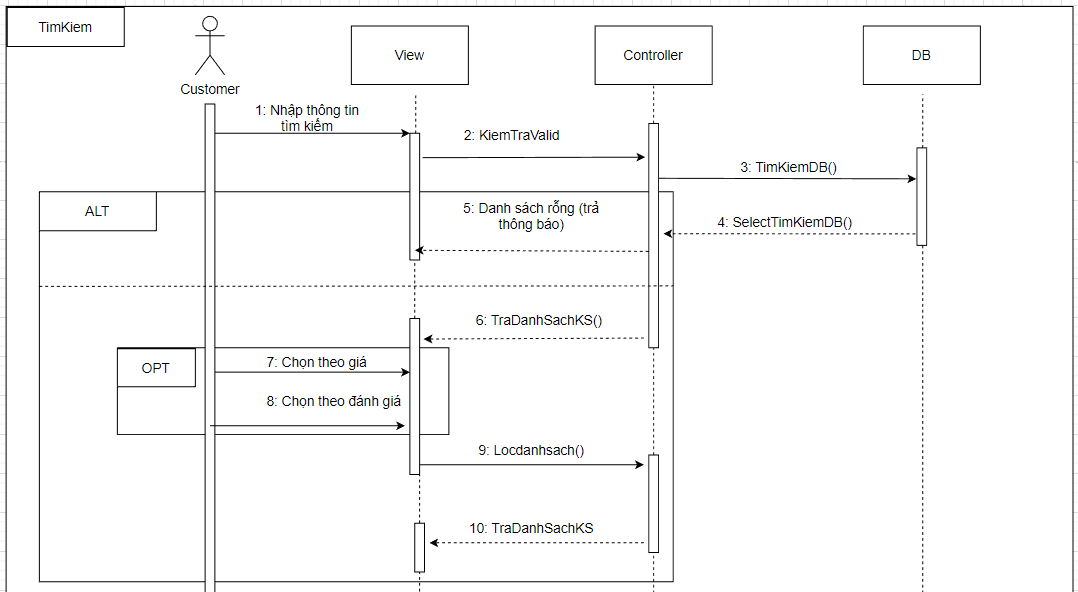 TimKiem
Customer
View
Controller
DB
1: Nhập thông tin
tìm kiếm
2: KiemTraValid
3: TimKiemDB()
ALT
5: Danh sách rỗng (trả
thông báo)
4: SelectTimKiemDB()
6: TraDanhSachKS()
OPT
7: Chọn theo giá
8: Chọn theo đánh giá
9: Locdanhsach()
10: TraDanhSachKS